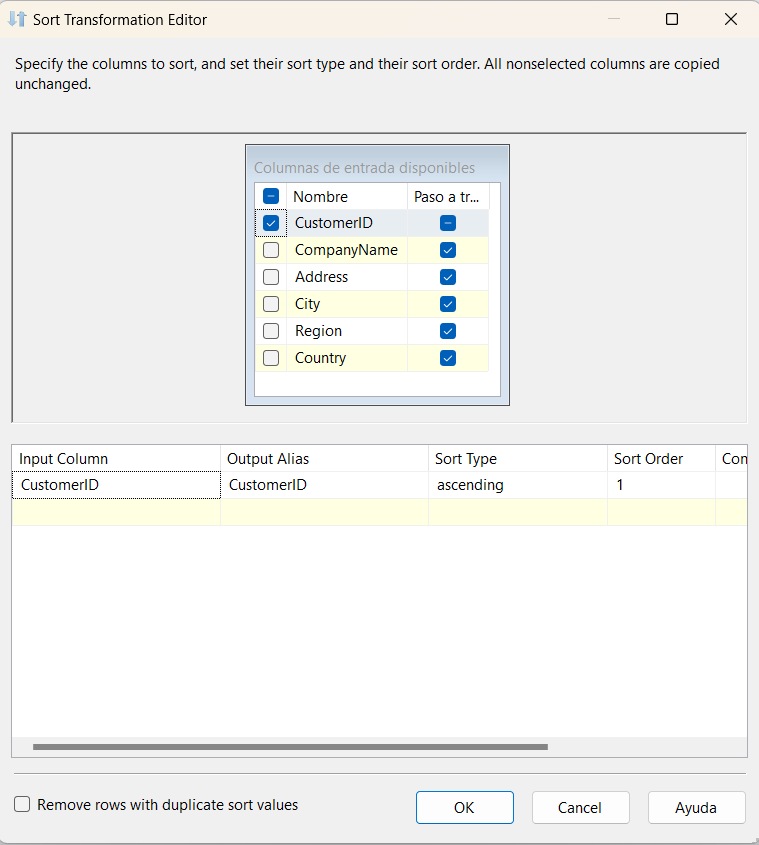 Sort Transformation Editor
Specify the columns to sort, and set their sort type and their sort order. All nonselected columns are copied
unchanged.
Columnas de entrada disponibles
Nombre Paso a tr...
CustomerID
CompanyName
Address
City
Region
Country
Input Column Output Alias Sort Type Sort Order Com
CustomerID CustomerID ascending 1
Remove rows with duplicate sort values OK Cancel Ayuda